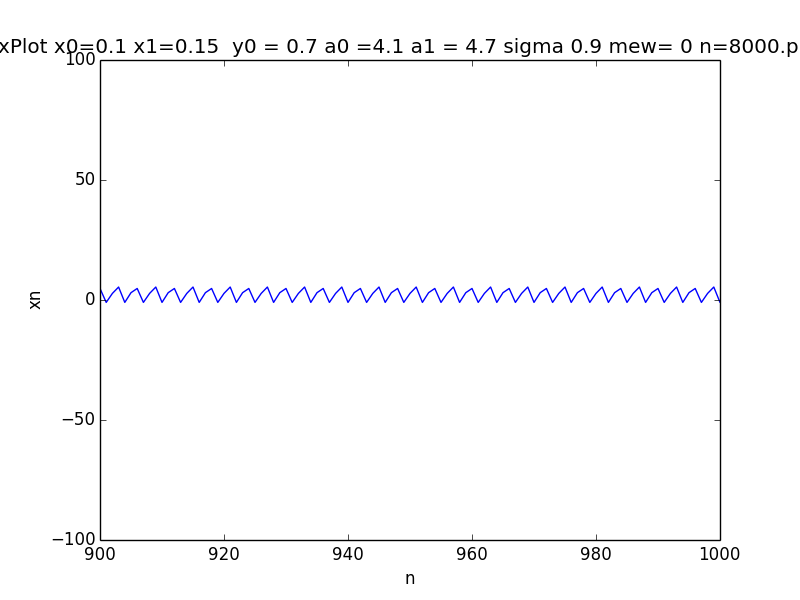 xPlot x0=0.1 x1=0.15  y0 = 0.7 a0 =4.1 a1 = 4.7 sigma 0.9 mew= 0 n=8000.p
100
50
0
−50
−100
xn
900 920 940 960 980 1000
n